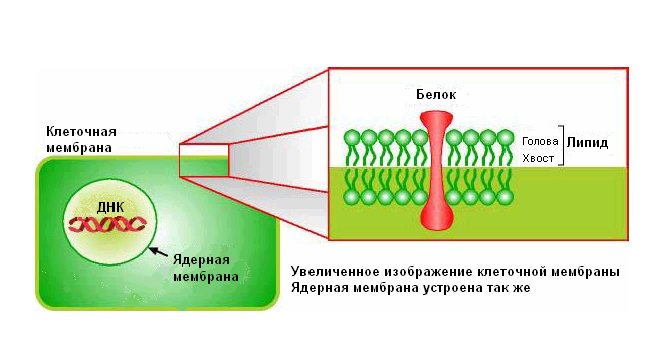 Клеточная
мембрана
ДНК
Ядерная
мембрана
Белок
Голова
Хвост
Липид
Увеличенное изображение клеточной мембраны
Ядерная мембрана устроена так же